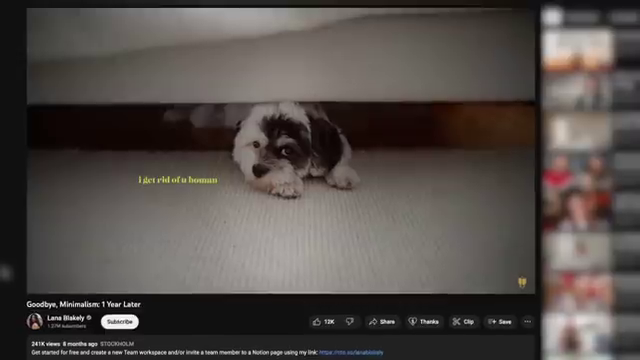 i get rid of u homan
Goodbye, Minimalism: 1 Year Later
Lana Blakely
1.37M subscribers
Subscribe
12K
Share
Thanks
Clip
Save
241K views 8 months ago STOCKHOLM
Get started for free and create a new Team workspace and/or invite a team member to a Notion page using my link: https://ntn.so/lanablakely